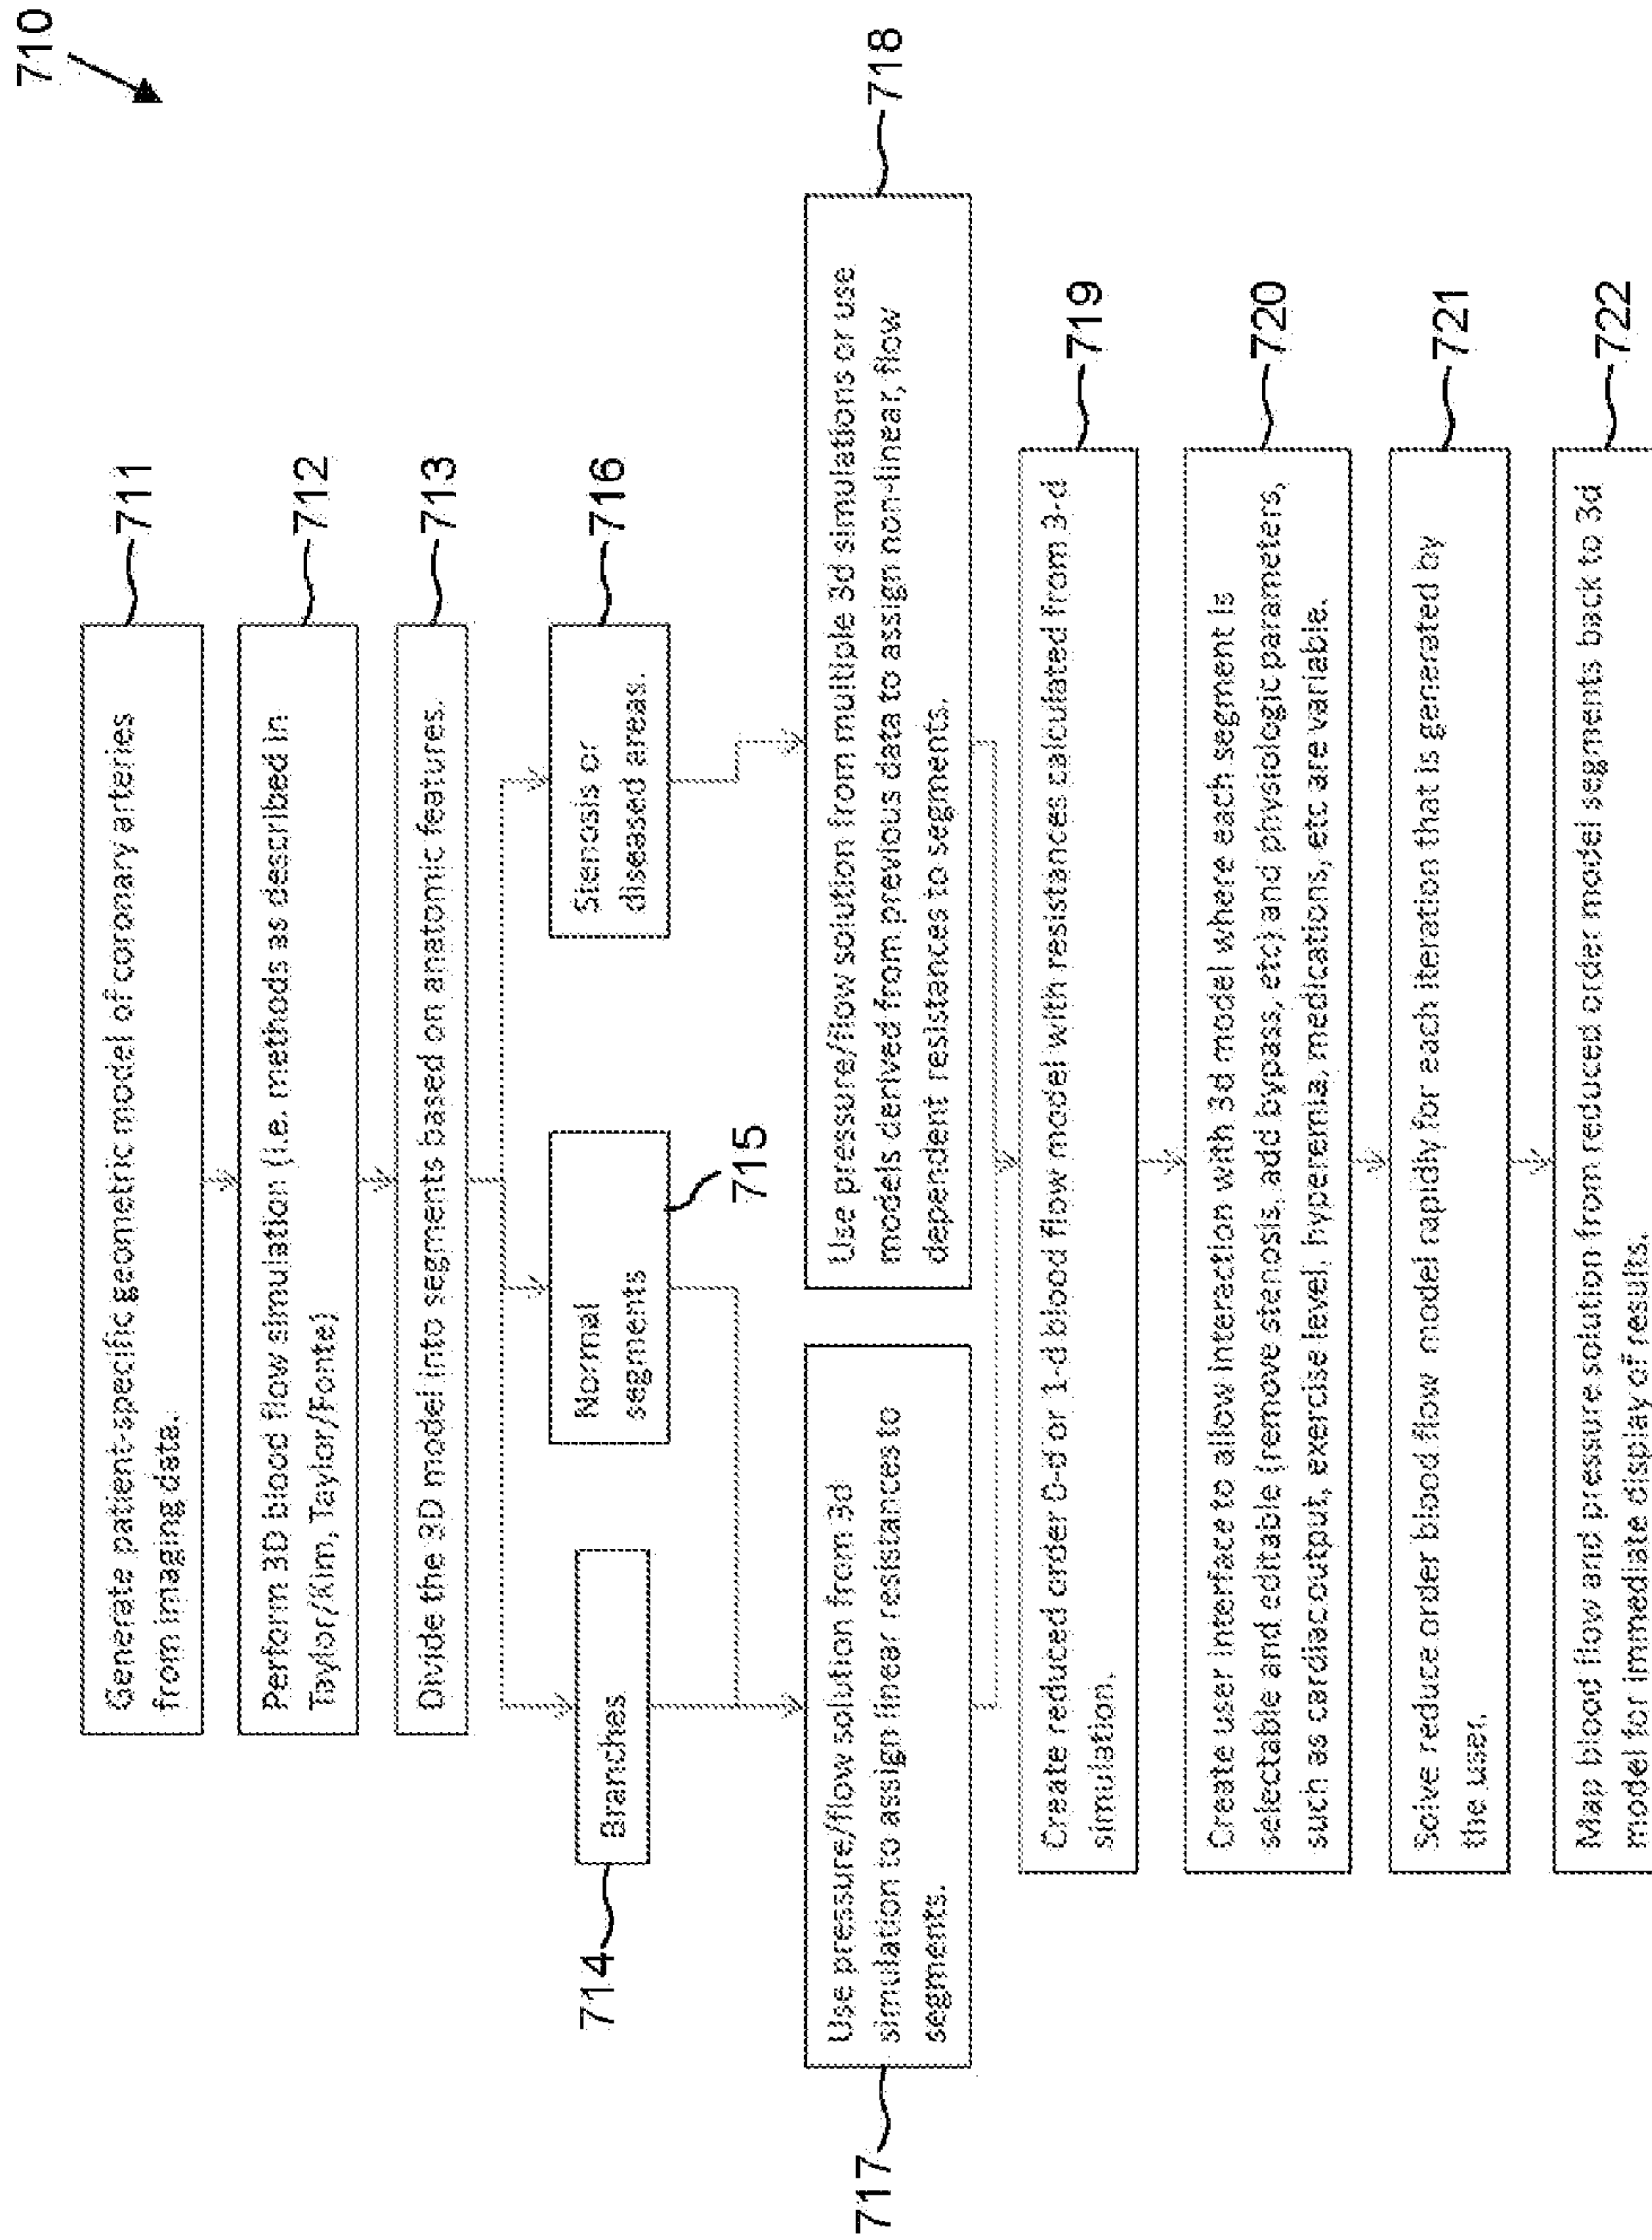 710
Generate patient-specific geometric model of coronary arteries
from imaging data.
711
Perform 3D blood flow simulation (i.e. methods as described in
Taylor/Kim, Taylor/Fonte)
712
Divide the 3D model into segments based on anatomic features.
713
714
Branches
Normal
segments
715
Stenosis or
diseased areas.
716
717
Use pressure/flow solution from 3d
simulation to assign linear resistances to
segments.
Use pressure/flow solution from multiple 3d simulations or use
models derived from previous data to assign non-linear, flow
dependent resistances to segments.
718
Create reduced order 0-d or 1-d blood flow model with resistances calculated from 3-d
simulation.
719
Create user interface to allow interaction with 3d model where each segment is
selectable and editable (remove stenosis, add bypass, etc) and physiologic parameters,
such as cardiac output, exercise level, hyperemia, medications, etc are variable.
720
Solve reduce order blood flow model rapidly for each iteration that is generated by
the user.
721
Map blood flow and pressure solution from reduced order model segments back to 3d
model for immediate display of results.
722